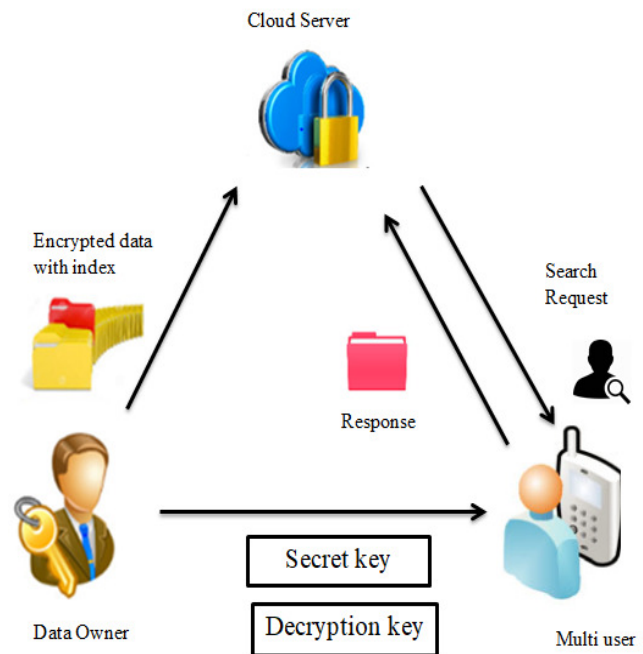 Cloud Server
Encrypted data
with index
Search
Request
Response
Secret key
Decryption key
Data Owner
Multi user